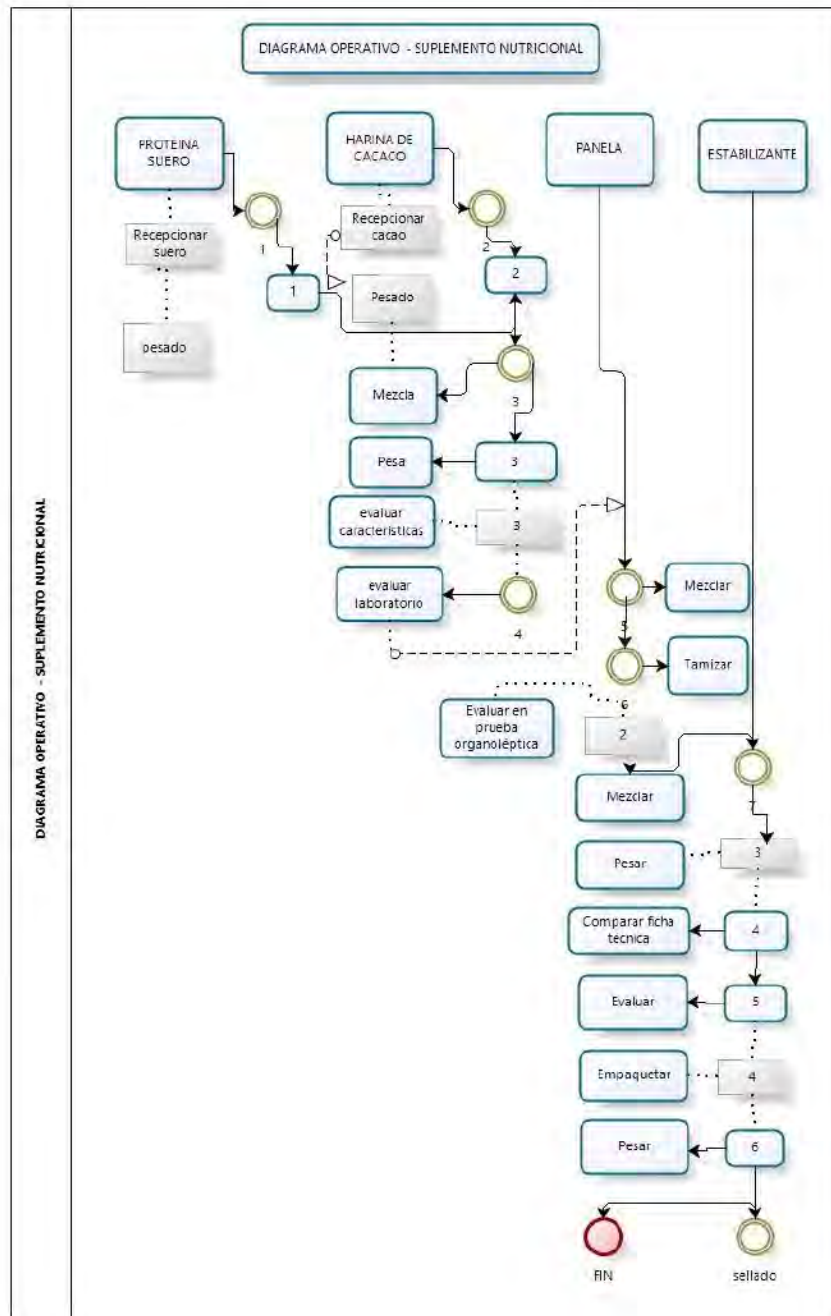 DIAGRAMA OPERATIVO - SUPLEMENTO NUTRICIONAL
DIAGRAMA OPERATIVO - SUPLEMENTO NUTRICIONAL
PROTEINA
SUERO
HARINA DE
CACACO
PANELA
ESTABILIZANTE
Recepcionar
suero
Recepcionar
cacao
1
2
1
2
Pesado
pesado
Mezcla
3
Pesa
3
evaluar
características
3
evaluar
laboratorio
4
Mezclar
5
Tamizar
6
Evaluar en
prueba
organoléptica
2
Mezclar
7
Pesar
3
Comparar ficha
técnica
4
Evaluar
5
Empaquetar
4
Pesar
6
FIN
sellado